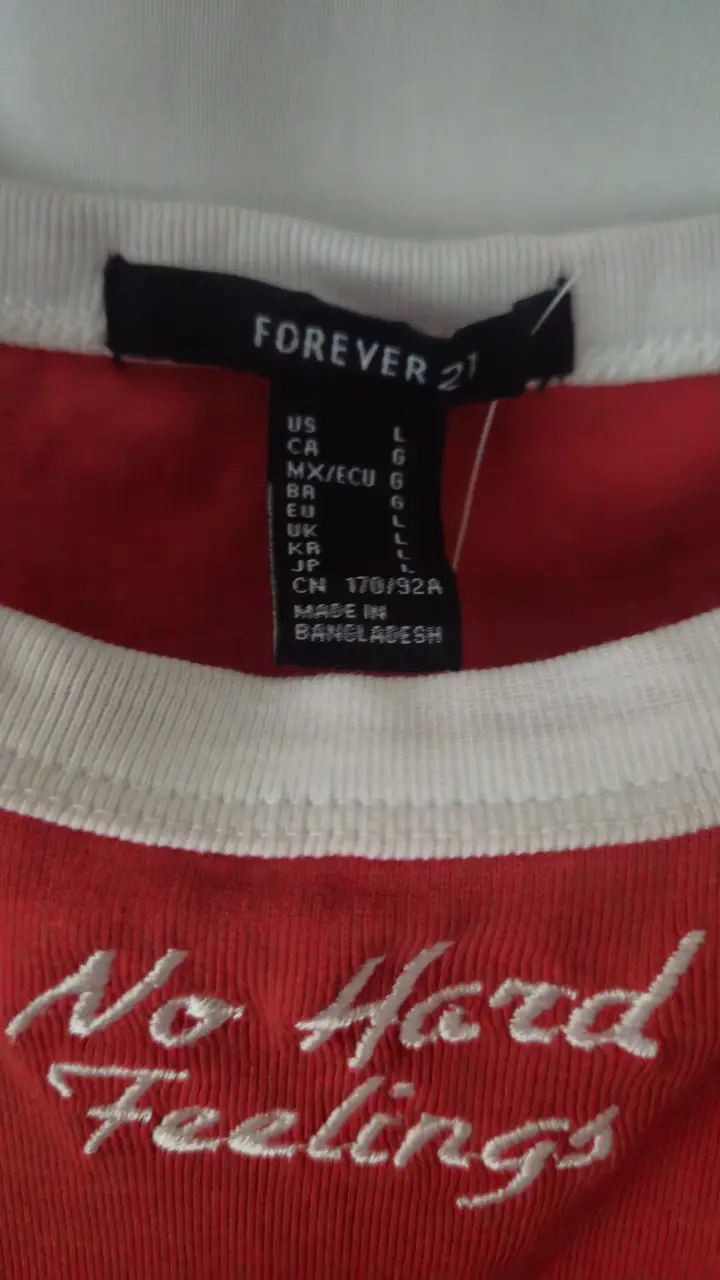 FOREVER 21
US L
CA G
MX/ECU G
BR G
EU L
UK L
KR L
JP L
CN 170/92A
MADE IN
BANGLADESH
No Hard
Feelings